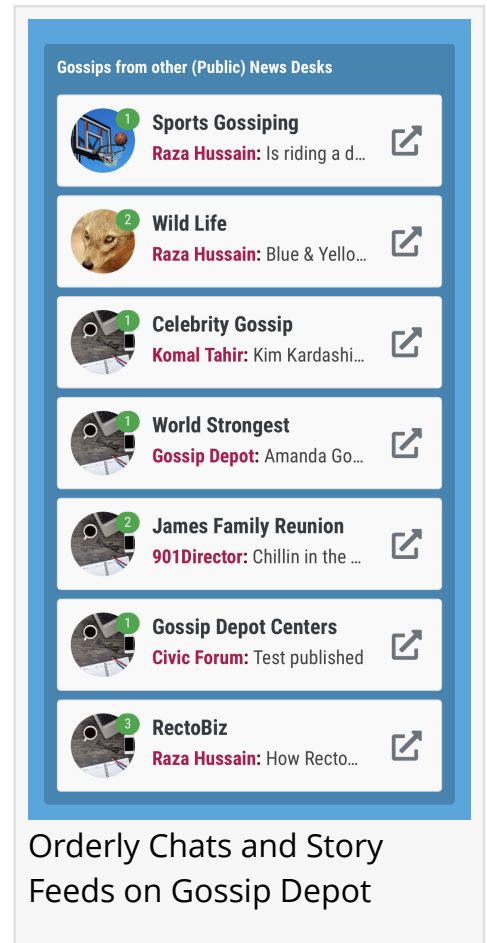 Gossips from other (Public) News Desks
1
Sports Gossiping
Raza Hussain: Is riding a d...
2
Wild Life
Raza Hussain: Blue & Yello...
1
Celebrity Gossip
Komal Tahir: Kim Kardashi...
1
World Strongest
Gossip Depot: Amanda Go...
2
James Family Reunion
901Director: Chillin in the ...
1
Gossip Depot Centers
Civic Forum: Test published
3
RectoBiz
Raza Hussain: How Recto...
Orderly Chats and Story
Feeds on Gossip Depot